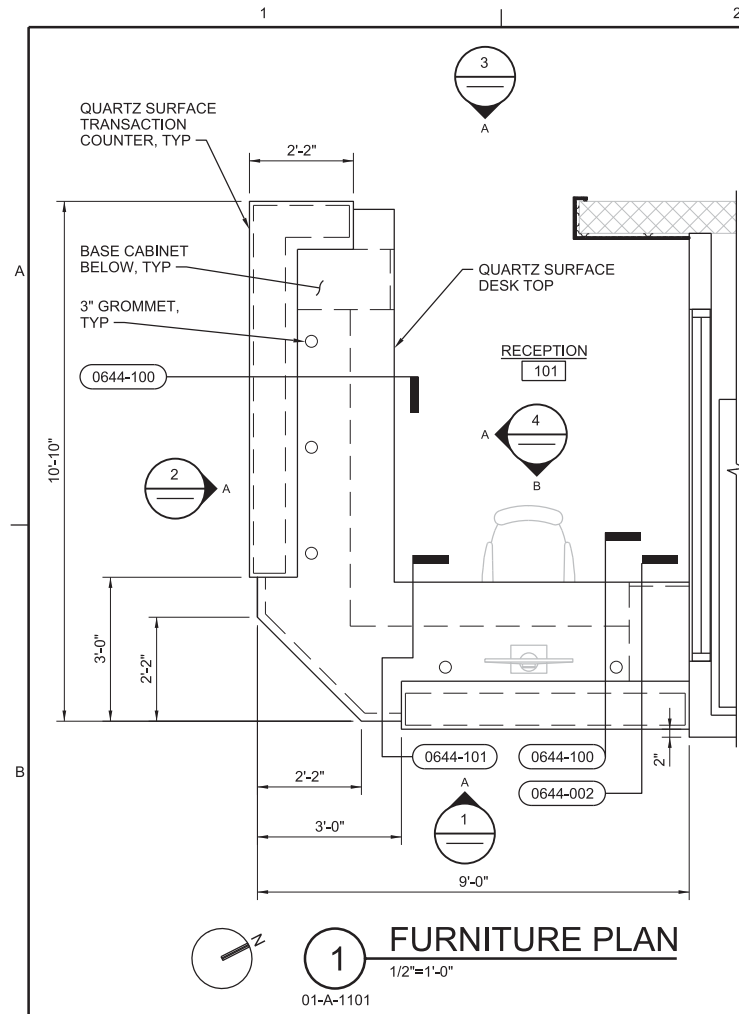 1
2
3
A
QUARTZ SURFACE
TRANSACTION
COUNTER, TYP
2'-2"
A
BASE CABINET
BELOW, TYP
QUARTZ SURFACE
DESK TOP
3" GROMMET,
TYP
RECEPTION
101
0644-100
4
A
B
10'-10"
2
A
3'-0"
2'-2"
B
0644-101
0644-100
2"
0644-002
2'-2"
A
1
3'-0"
9'-0"
N
1
FURNITURE PLAN
1/2"=1'-0"
01-A-1101